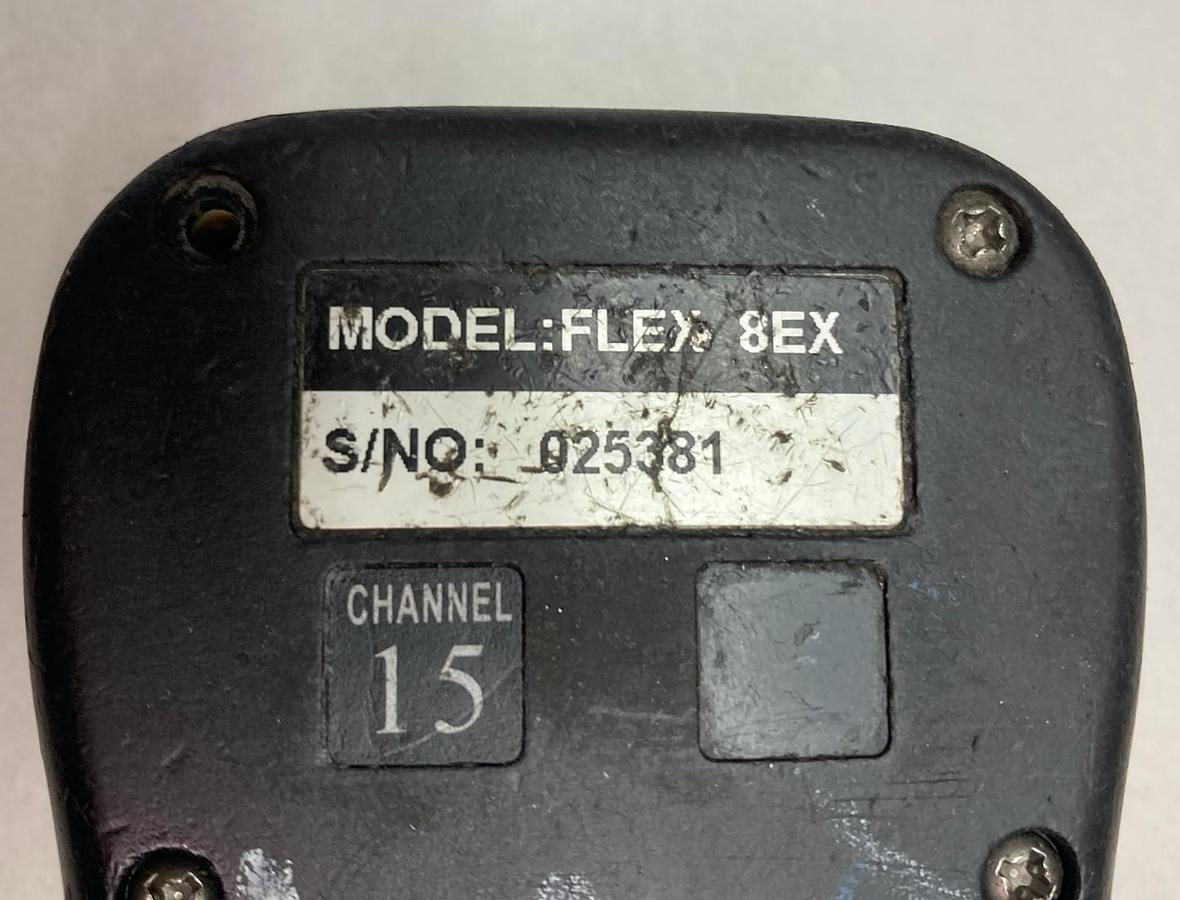 MODEL:FLEX 8EX
S/NO: 025381
CHANNEL
15